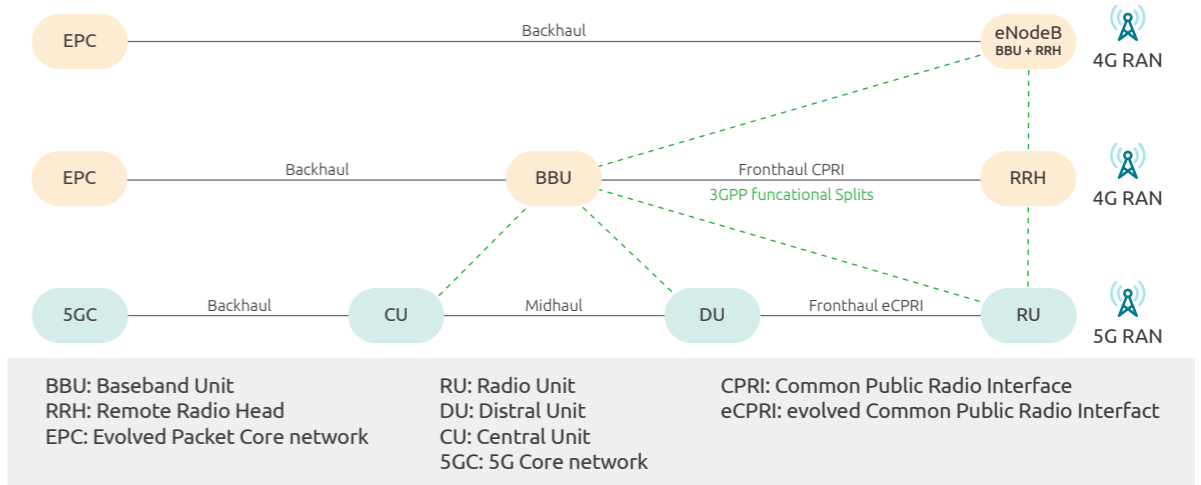 Backhaul
EPC
eNodeB
BBU + RRH
4G RAN
Backhaul
Fronthaul CPRI
EPC
BBU
RRH
3GPP funcational Splits
4G RAN
Backhaul
Midhaul
Fronthaul eCPRI
5GC
CU
DU
RU
5G RAN
BBU: Baseband Unit
RRH: Remote Radio Head
EPC: Evolved Packet Core network
RU: Radio Unit
DU: Distral Unit
CU: Central Unit
5GC: 5G Core network
CPRI: Common Public Radio Interface
eCPRI: evolved Common Public Radio Interfact